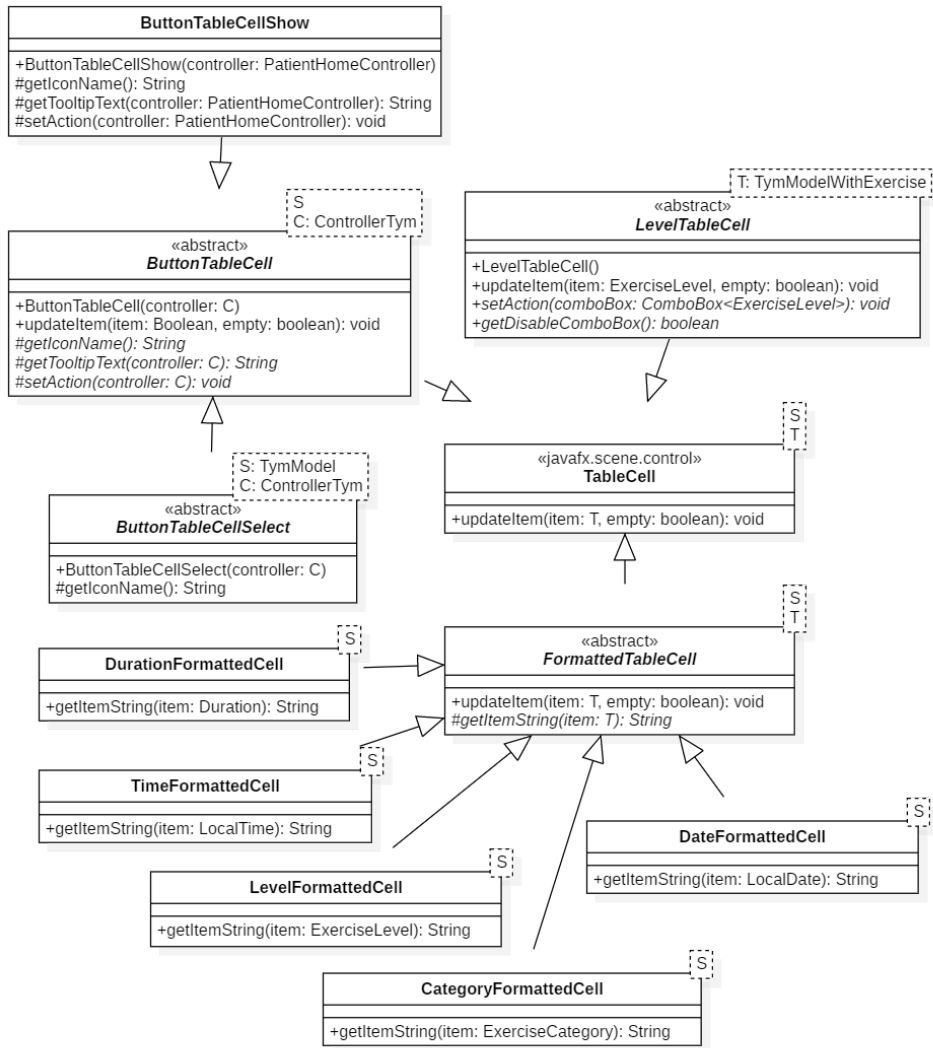 ButtonTableCellShow
+ButtonTableCellShow(controller: PatientHomeController)
#getIconName(): String
#getTooltipText(controller: PatientHomeController): String
#setAction(controller: PatientHomeController): void
S
C: ControllerTym
«abstract»
ButtonTableCell
+ButtonTableCell(controller: C)
+updateItem(item: Boolean, empty: boolean): void
#getIconName(): String
#getTooltipText(controller: C): String
#setAction(controller: C): void
T: TymModelWithExercise
«abstract»
LevelTableCell
+LevelTableCell()
+updateItem(item: ExerciseLevel, empty: boolean): void
+setAction(comboBox: ComboBox<ExerciseLevel>): void
+getDisableComboBox(): boolean
S
T
«javafx.scene.control»
TableCell
+updateItem(item: T, empty: boolean): void
S: TymModel
C: ControllerTym
«abstract»
ButtonTableCellSelect
+ButtonTableCellSelect(controller: C)
#getIconName(): String
S
T
«abstract»
FormattedTableCell
+updateItem(item: T, empty: boolean): void
#getItemString(item: T): String
S
DurationFormattedCell
+getItemString(item: Duration): String
S
TimeFormattedCell
+getItemString(item: LocalTime): String
S
DateFormattedCell
+getItemString(item: LocalDate): String
S
LevelFormattedCell
+getItemString(item: ExerciseLevel): String
S
CategoryFormattedCell
+getItemString(item: ExerciseCategory): String